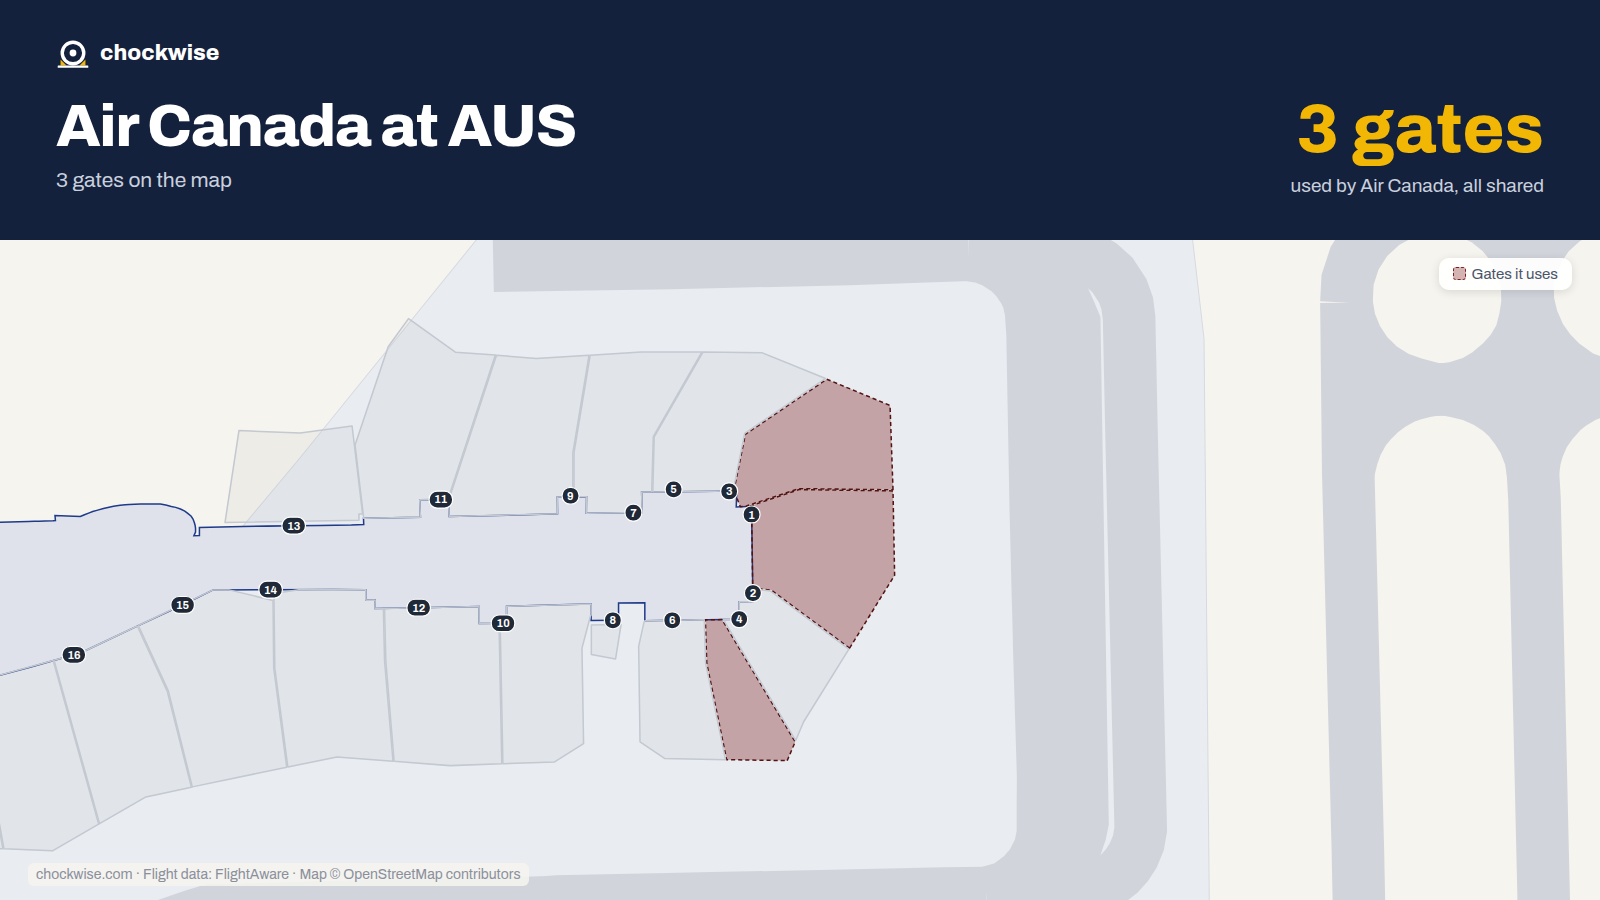 chockwise
Air Canada at AUS
3 gates on the map
3 gates
used by Air Canada, all shared
Gates it uses
11
9
5
3
7
1
13
14
15
12
10
8
6
4
2
16
chockwise.com · Flight data: FlightAware · Map © OpenStreetMap contributors